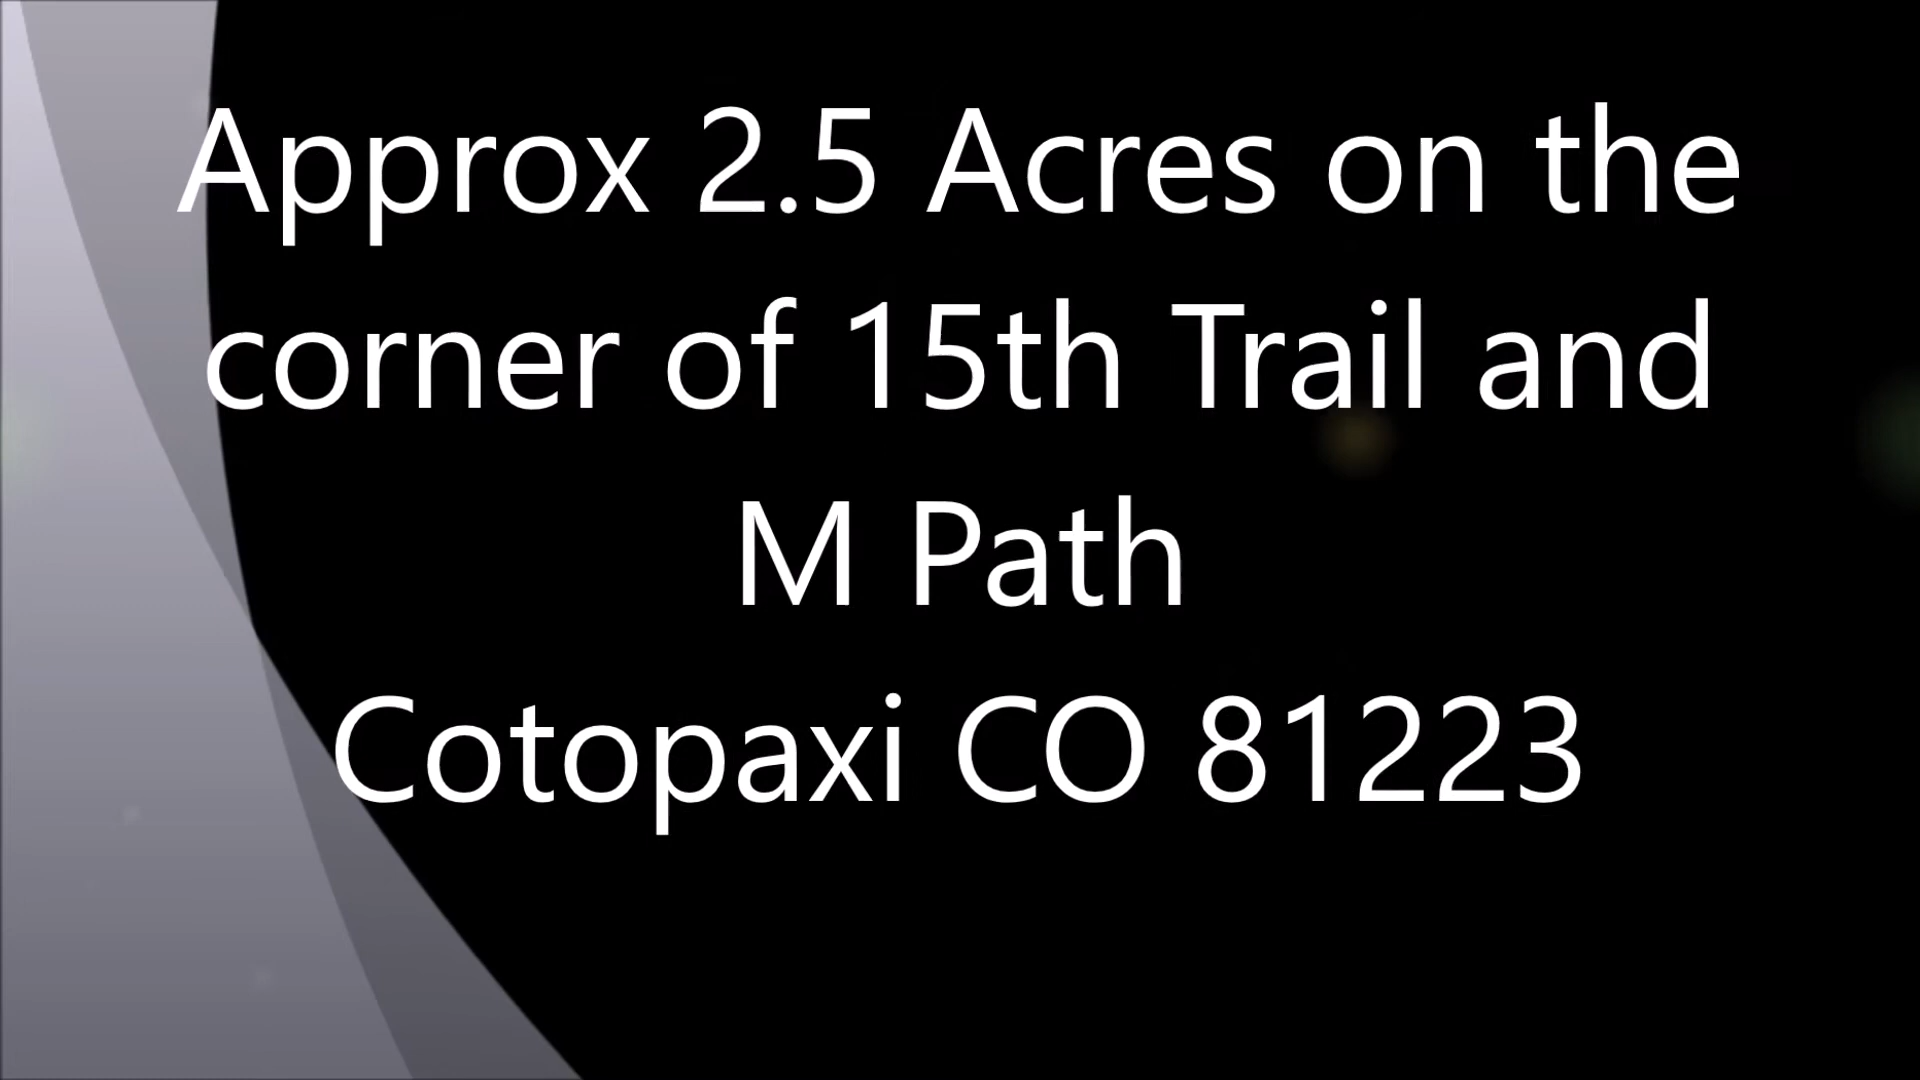 Approx 2.5 Acres on the
corner of 15th Trail and
M Path
Cotopaxi CO 81223